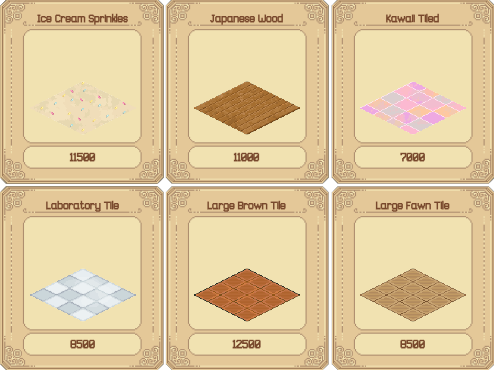 Ice Cream Sprinkles
Japanese Wood
Kawaii Tiled
11500
11000
7000
Laboratory Tile
Large Brown Tile
Large Fawn Tile
8500
12500
8500